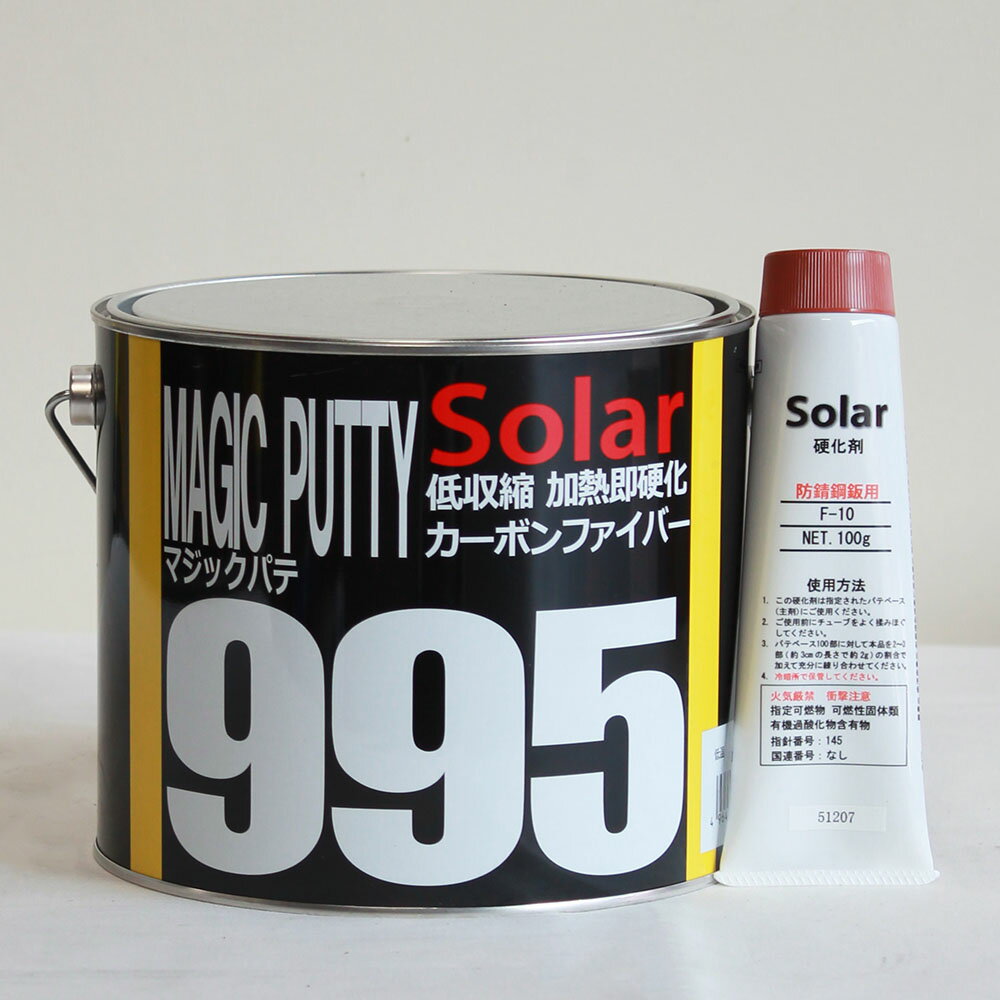 MAGIC PUTTY
マジックパテ
Solar
低収縮 加熱即硬化
カーボンファイバー
995
Solar
硬化剤
防錆鋼鈑用
F-10
NET. 100g
使用方法
1. この硬化剤は指定されたパテベース
(主剤)にご使用ください。
2. ご使用前にチューブをよく揉みほぐ
してください。
3. パテベース100部に対して本品を2〜3
部(約3cmの長さで約2g)の割合で
加えて充分に練り合わせてください。
4. 冷暗所で保管してください。
火気厳禁 衝撃注意
指定可燃物 可燃性固体類
有機過酸化物含有物
指針番号：145
国連番号：なし
51207